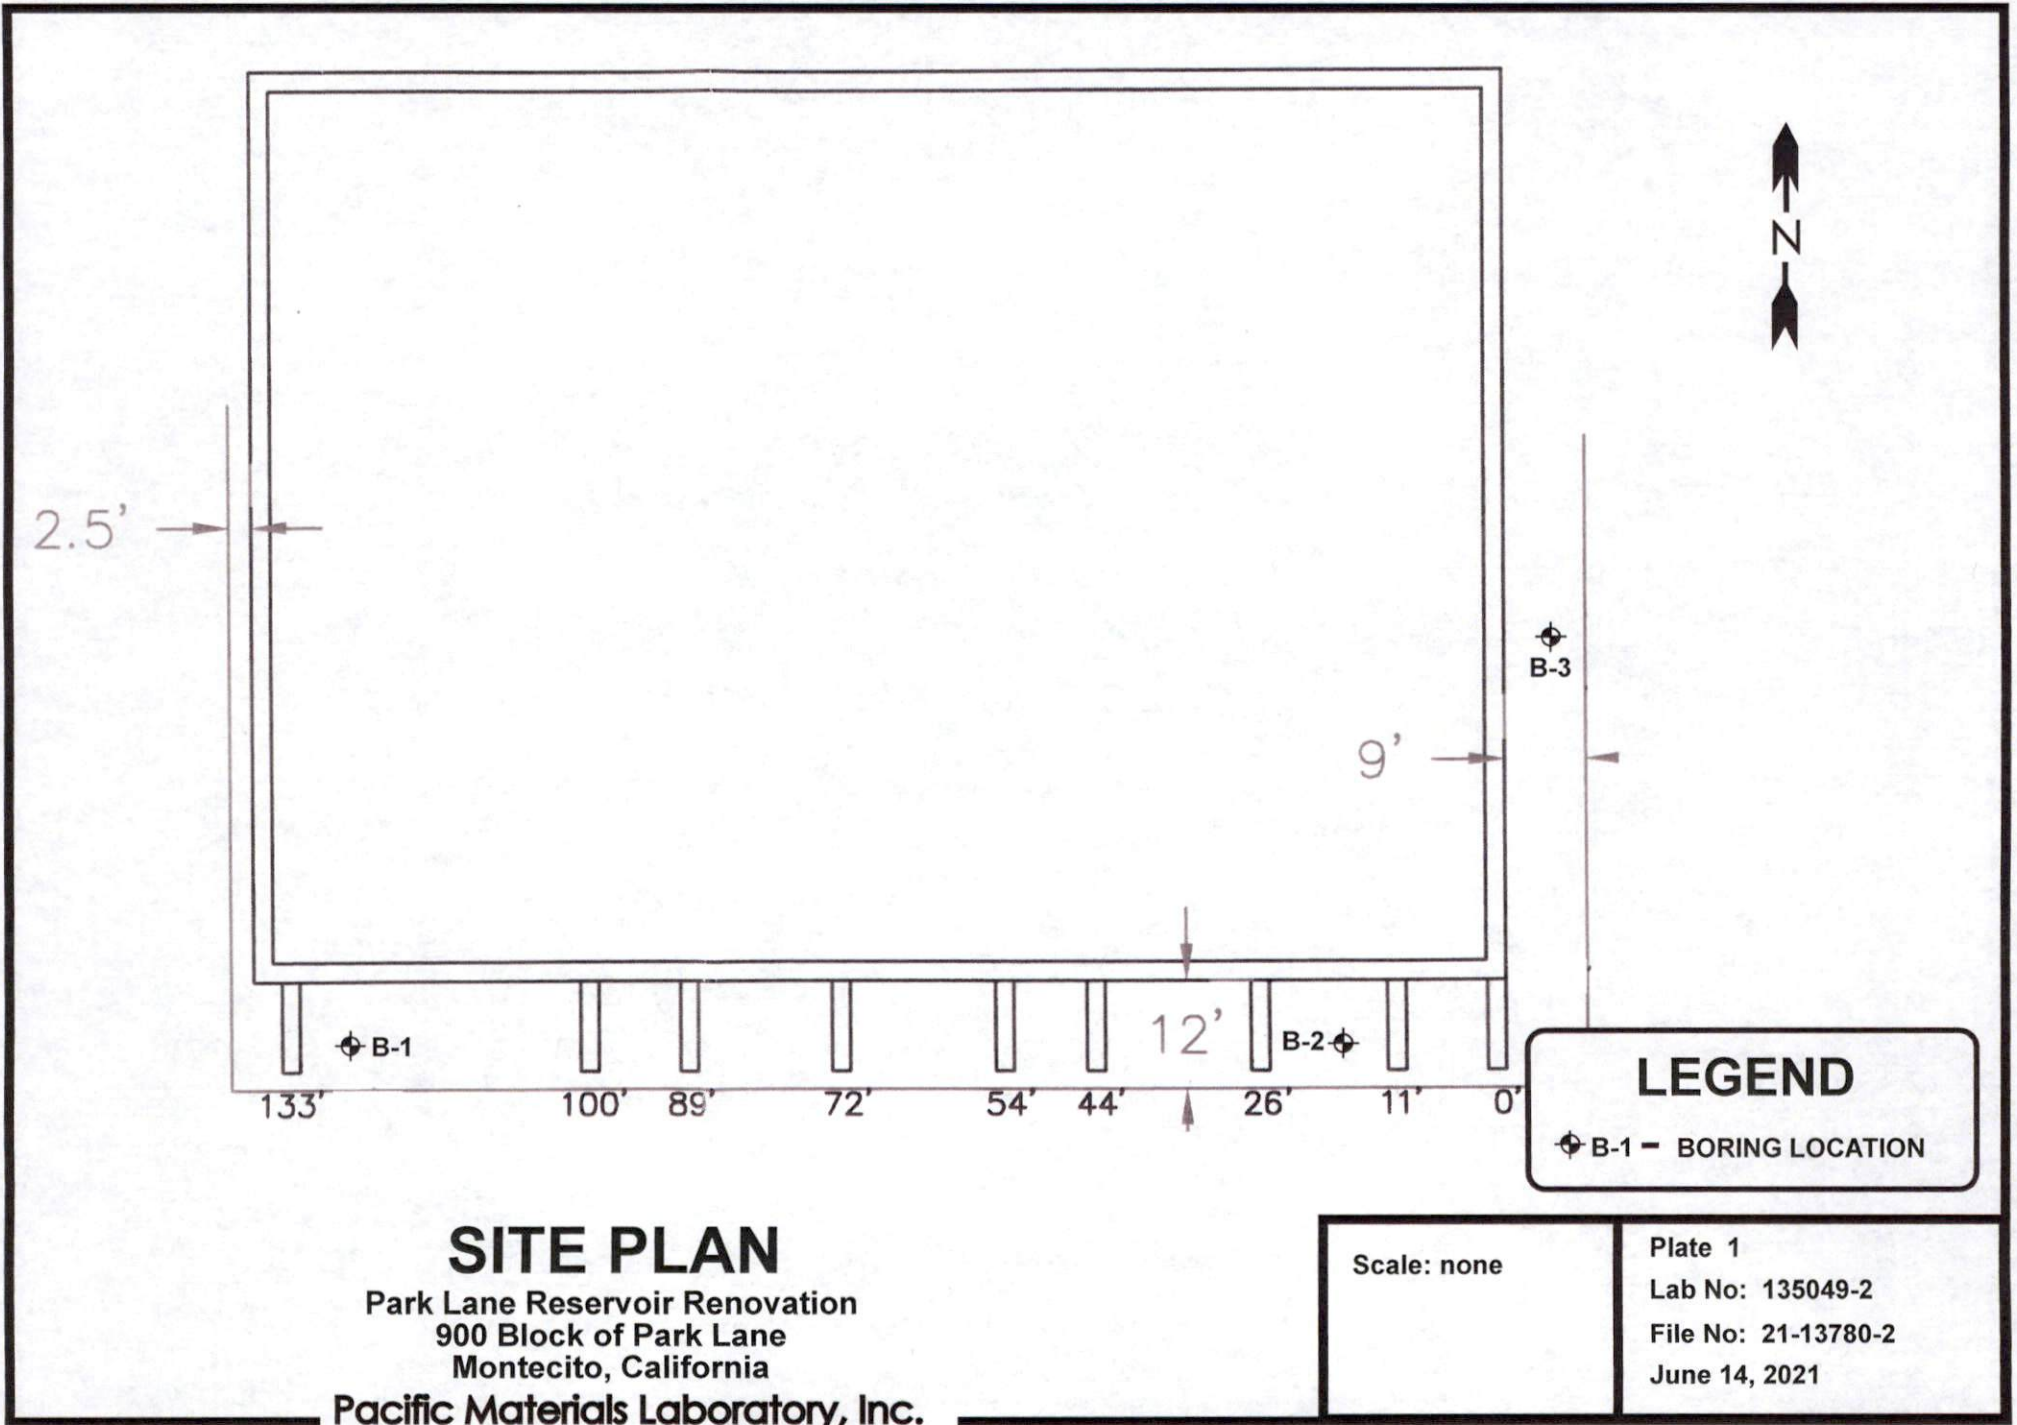 N
2.5'
B-3
9'
12'
B-1
B-2
133' 100' 89' 72' 54' 44' 26' 11' 0'
LEGEND
B-1 - BORING LOCATION
SITE PLAN
Park Lane Reservoir Renovation
900 Block of Park Lane
Montecito, California
Pacific Materials Laboratory, Inc.
Scale: none
Plate 1
Lab No: 135049-2
File No: 21-13780-2
June 14, 2021